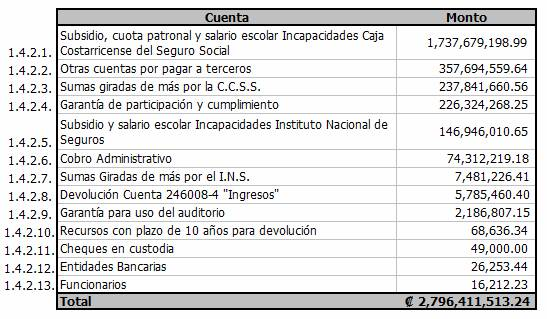 Cuenta Monto
Subsidio, cuota patronal y salario escolar Incapacidades Caja
1.4.2.1. Costarricense del Seguro Social 1,737,679,198.99
1.4.2.2. Otras cuentas por pagar a terceros 357,694,559.64
1.4.2.3. Sumas giradas de más por la C.C.S.S. 237,841,660.56
1.4.2.4. Garantía de participación y cumplimiento 226,324,268.25
Subsidio y salario escolar Incapacidades Instituto Nacional de
1.4.2.5. Seguros 146,946,010.65
1.4.2.6. Cobro Administrativo 74,312,219.18
1.4.2.7. Sumas Giradas de más por el I.N.S. 7,481,226.41
1.4.2.8. Devolución Cuenta 246008-4 "Ingresos" 5,785,460.40
1.4.2.9. Garantía para uso del auditorio 2,186,807.15
1.4.2.10. Recursos con plazo de 10 años para devolución 68,636.34
1.4.2.11. Cheques en custodia 49,000.00
1.4.2.12. Entidades Bancarias 26,253.44
1.4.2.13. Funcionarios 16,212.23
Total ₡ 2,796,411,513.24